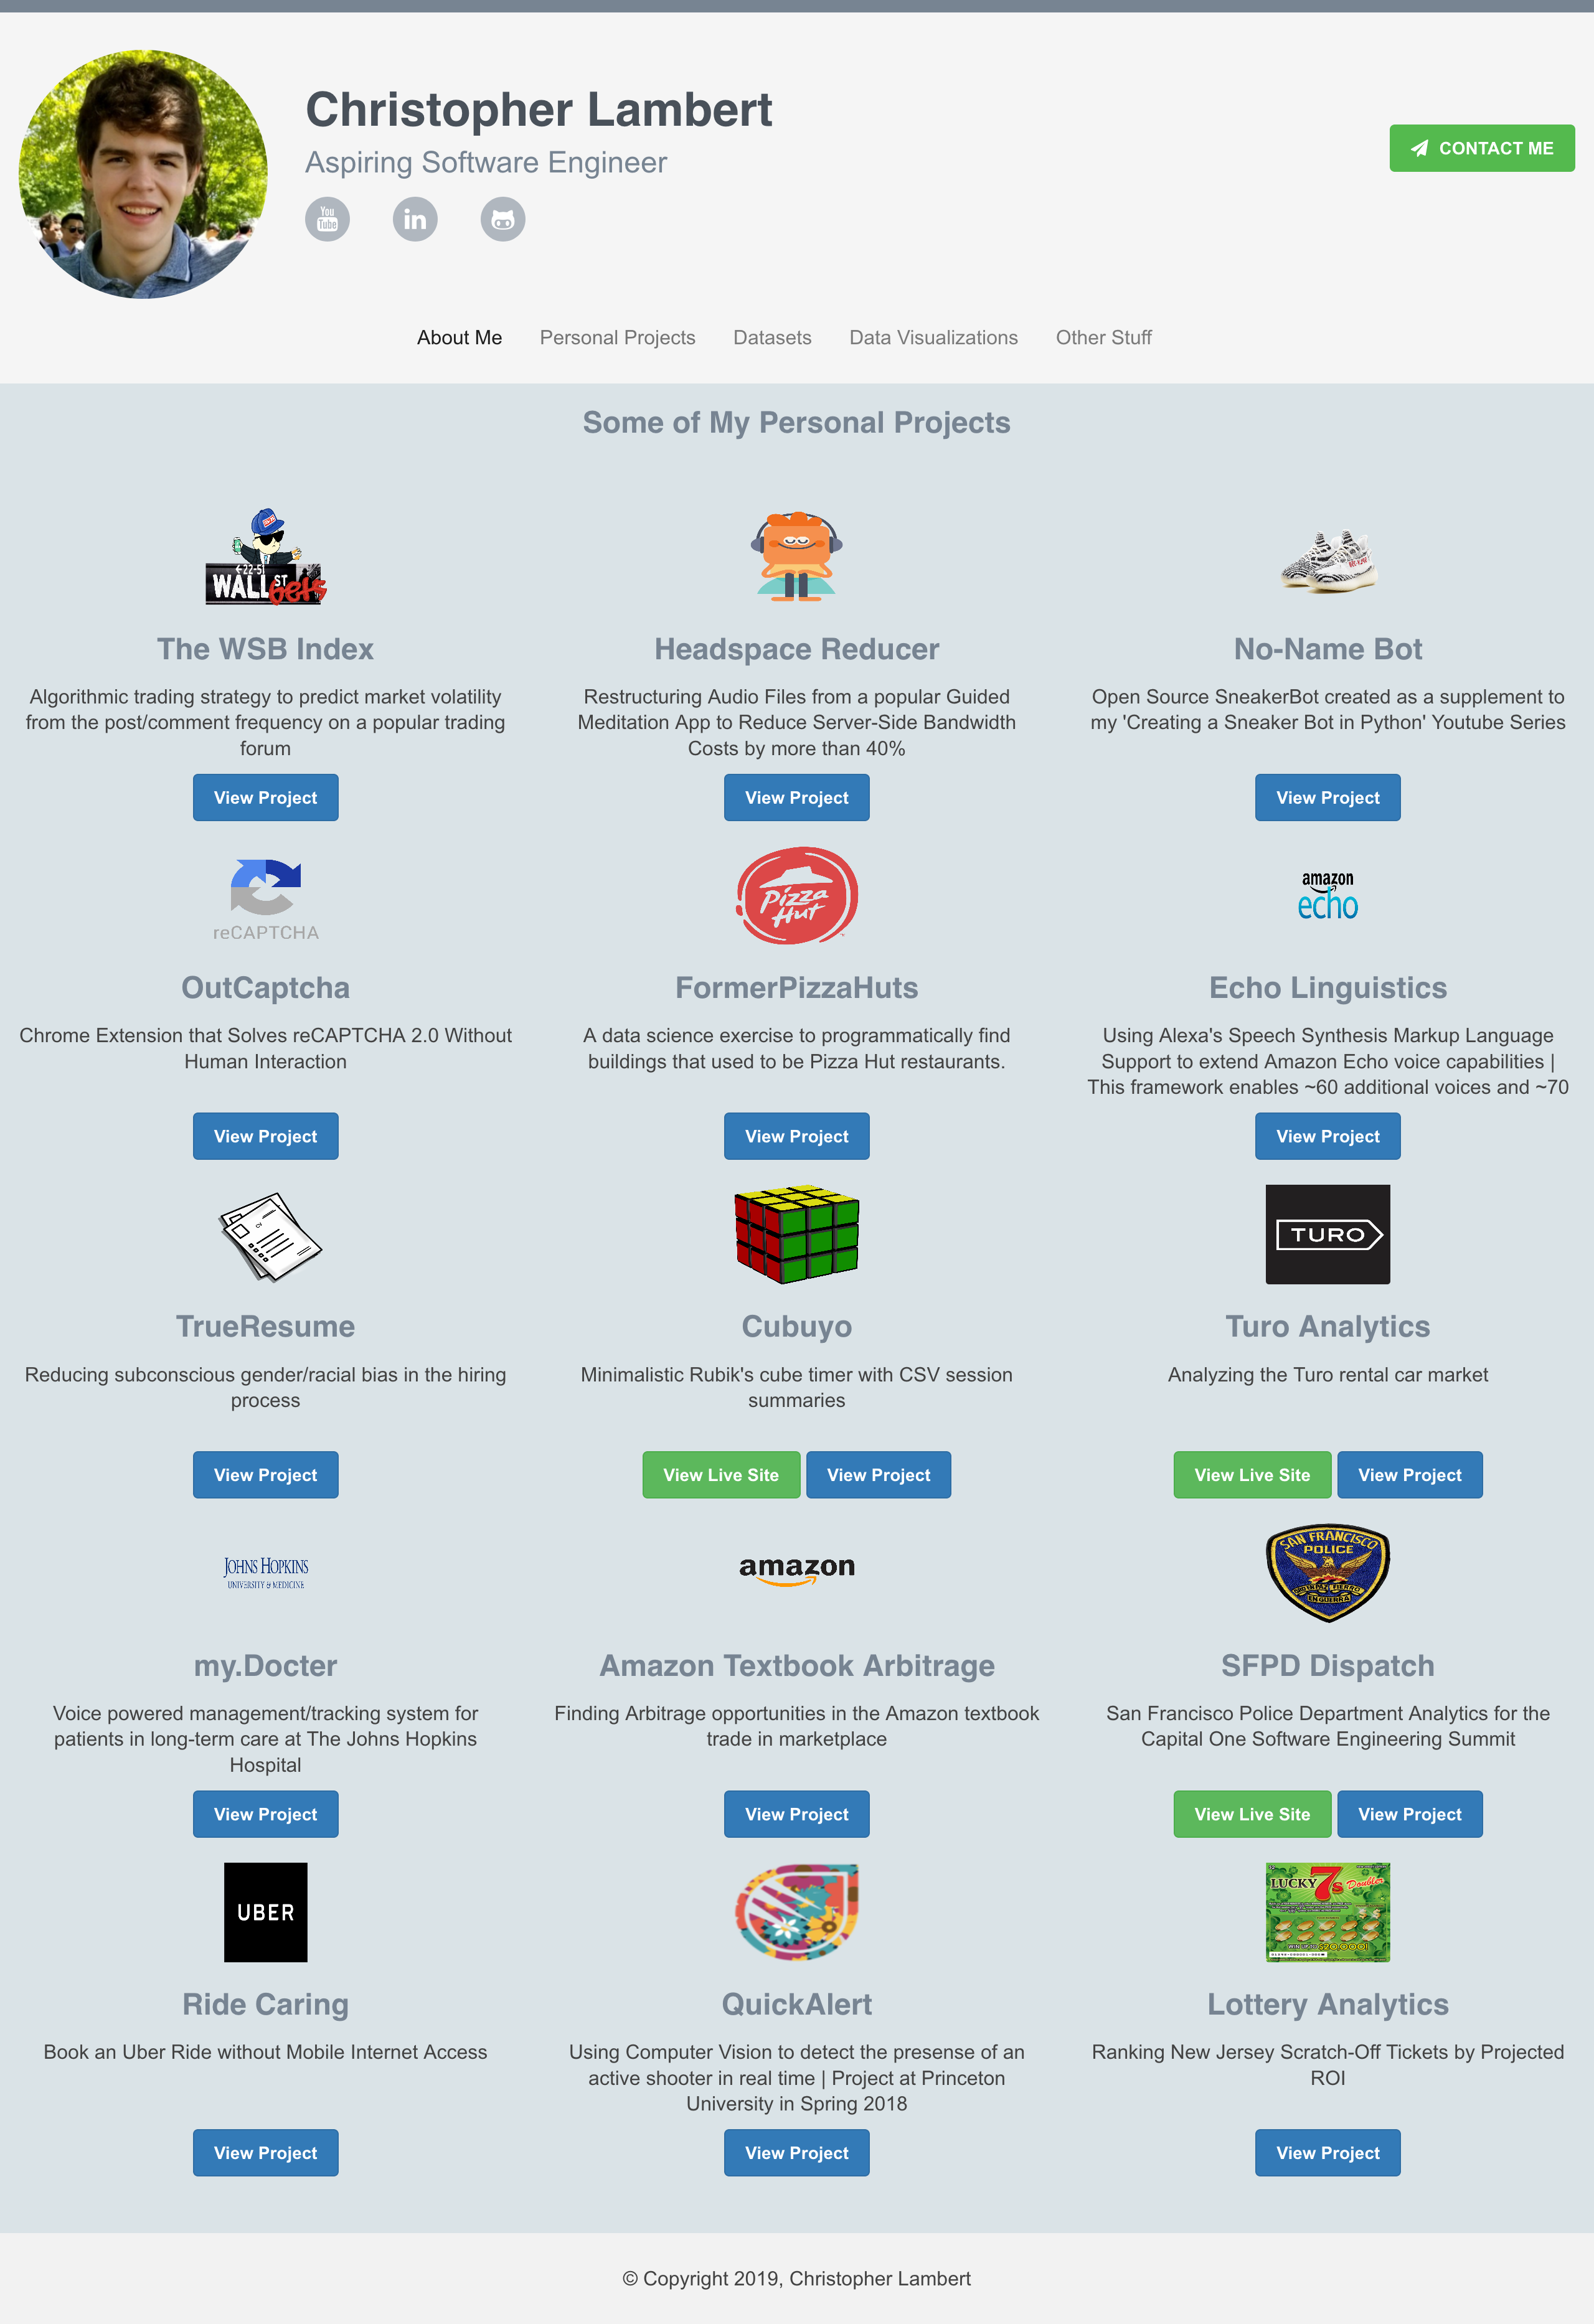 Christopher Lambert
Aspiring Software Engineer
CONTACT ME
You
Tube
in
About Me
Personal Projects
Datasets
Data Visualizations
Other Stuff
Some of My Personal Projects
WALL ST
bets
The WSB Index
Algorithmic trading strategy to predict market volatility
from the post/comment frequency on a popular trading
forum
View Project
Headspace Reducer
Restructuring Audio Files from a popular Guided
Meditation App to Reduce Server-Side Bandwidth
Costs by more than 40%
View Project
No-Name Bot
Open Source SneakerBot created as a supplement to
my 'Creating a Sneaker Bot in Python' Youtube Series
View Project
reCAPTCHA
OutCaptcha
Chrome Extension that Solves reCAPTCHA 2.0 Without
Human Interaction
View Project
Pizza
Hut
FormerPizzaHuts
A data science exercise to programmatically find
buildings that used to be Pizza Hut restaurants.
View Project
amazon
echo
Echo Linguistics
Using Alexa's Speech Synthesis Markup Language
Support to extend Amazon Echo voice capabilities |
This framework enables ~60 additional voices and ~70
View Project
CV
TrueResume
Reducing subconscious gender/racial bias in the hiring
process
View Project
Cubuyo
Minimalistic Rubik's cube timer with CSV session
summaries
View Live Site
View Project
TURO
Turo Analytics
Analyzing the Turo rental car market
View Live Site
View Project
JOHNS HOPKINS
UNIVERSITY & MEDICINE
my.Docter
Voice powered management/tracking system for
patients in long-term care at The Johns Hopkins
Hospital
View Project
amazon
Amazon Textbook Arbitrage
Finding Arbitrage opportunities in the Amazon textbook
trade in marketplace
View Project
SAN FRANCISCO
POLICE
SFPD Dispatch
San Francisco Police Department Analytics for the
Capital One Software Engineering Summit
View Live Site
View Project
UBER
Ride Caring
Book an Uber Ride without Mobile Internet Access
View Project
QuickAlert
Using Computer Vision to detect the presense of an
active shooter in real time | Project at Princeton
University in Spring 2018
View Project
LUCKY 7s Doubler
WIN UP TO $20,000!
Lottery Analytics
Ranking New Jersey Scratch-Off Tickets by Projected
ROI
View Project
© Copyright 2019, Christopher Lambert